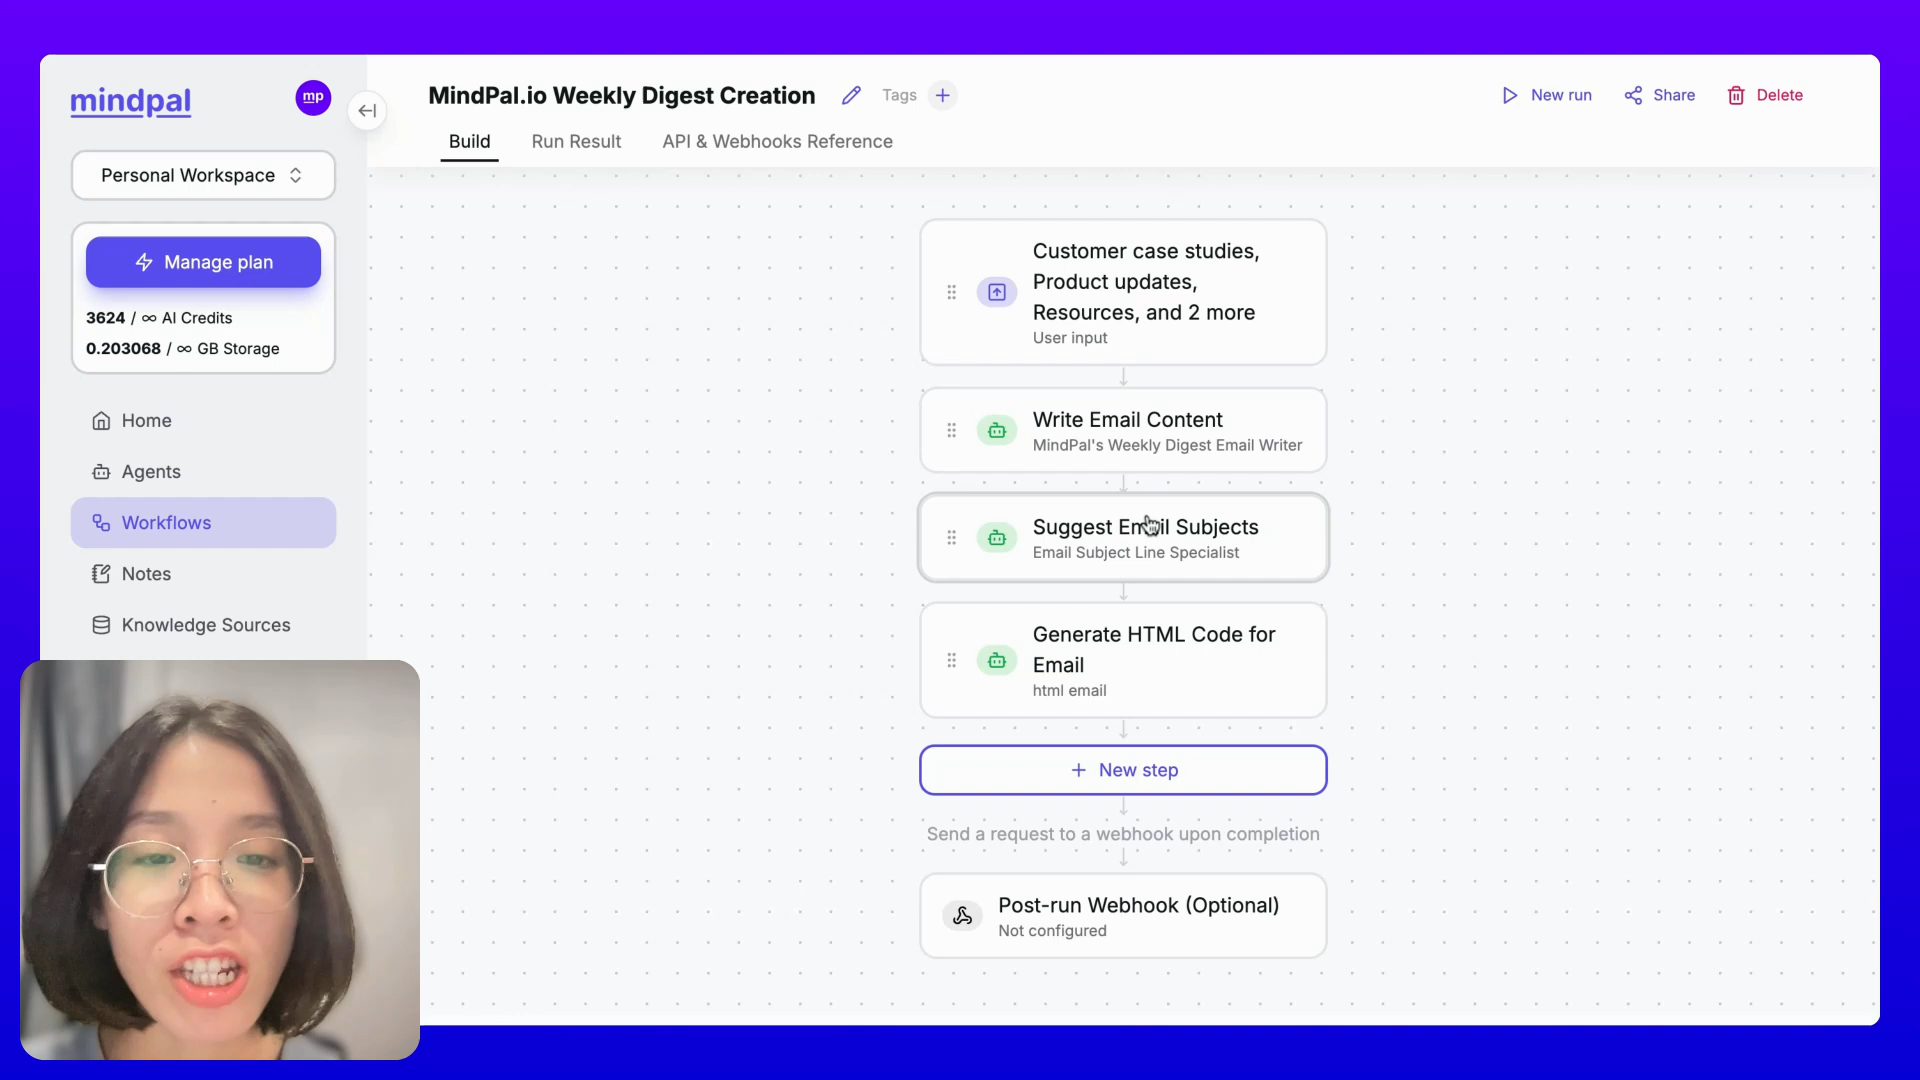 mindpal
mp
Personal Workspace
Manage plan
3624 / ∞ AI Credits
0.203068 / ∞ GB Storage
Home
Agents
Workflows
Notes
Knowledge Sources
MindPal.io Weekly Digest Creation
Tags +
New run
Share
Delete
Build
Run Result
API & Webhooks Reference
Customer case studies,
Product updates,
Resources, and 2 more
User input
Write Email Content
MindPal's Weekly Digest Email Writer
Suggest Email Subjects
Email Subject Line Specialist
Generate HTML Code for
Email
html email
+ New step
Send a request to a webhook upon completion
Post-run Webhook (Optional)
Not configured